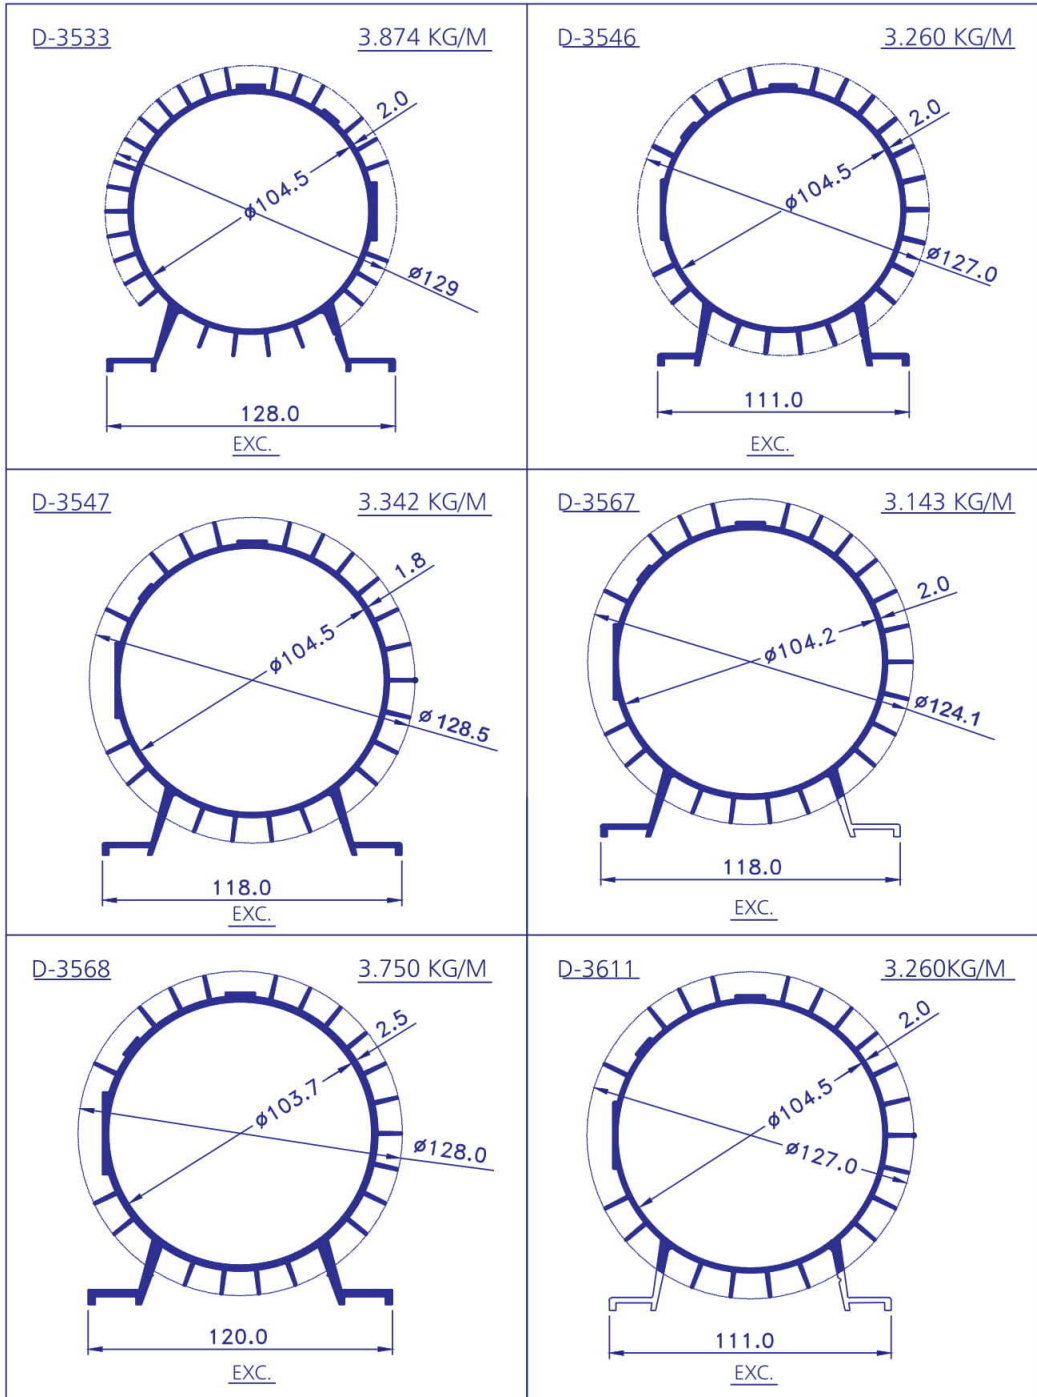 D-3533 3.874 KG/M
2.0
ø104.5
ø129
128.0
EXC.
D-3546 3.260 KG/M
2.0
ø104.5
ø127.0
111.0
EXC.
D-3547 3.342 KG/M
1.8
ø104.5
ø128.5
118.0
EXC.
D-3567 3.143 KG/M
2.0
ø104.2
ø124.1
118.0
EXC.
D-3568 3.750 KG/M
2.5
ø103.7
ø128.0
120.0
EXC.
D-3611 3.260KG/M
2.0
ø104.5
ø127.0
111.0
EXC.